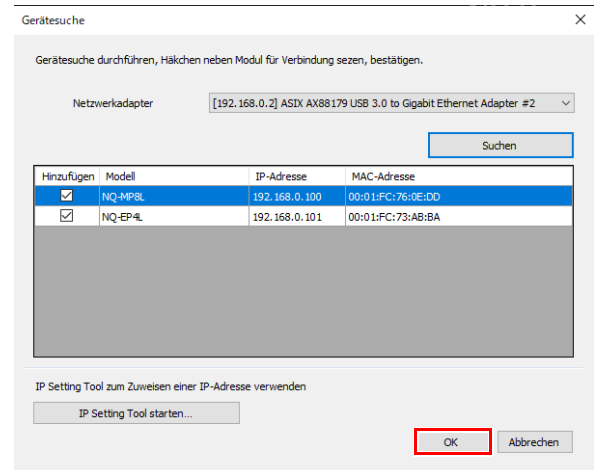 Gerätesuche
Gerätesuche durchführen, Häkchen neben Modul für Verbindung sezen, bestätigen.
Netzwerkadapter [192.168.0.2] ASIX AX88179 USB 3.0 to Gigabit Ethernet Adapter #2
Suchen
Hinzufügen Modell IP-Adresse MAC-Adresse
NQ-MP8L 192.168.0.100 00:01:FC:76:0E:DD
NQ-EP4L 192.168.0.101 00:01:FC:73:AB:BA
IP Setting Tool zum Zuweisen einer IP-Adresse verwenden
IP Setting Tool starten...
OK Abbrechen